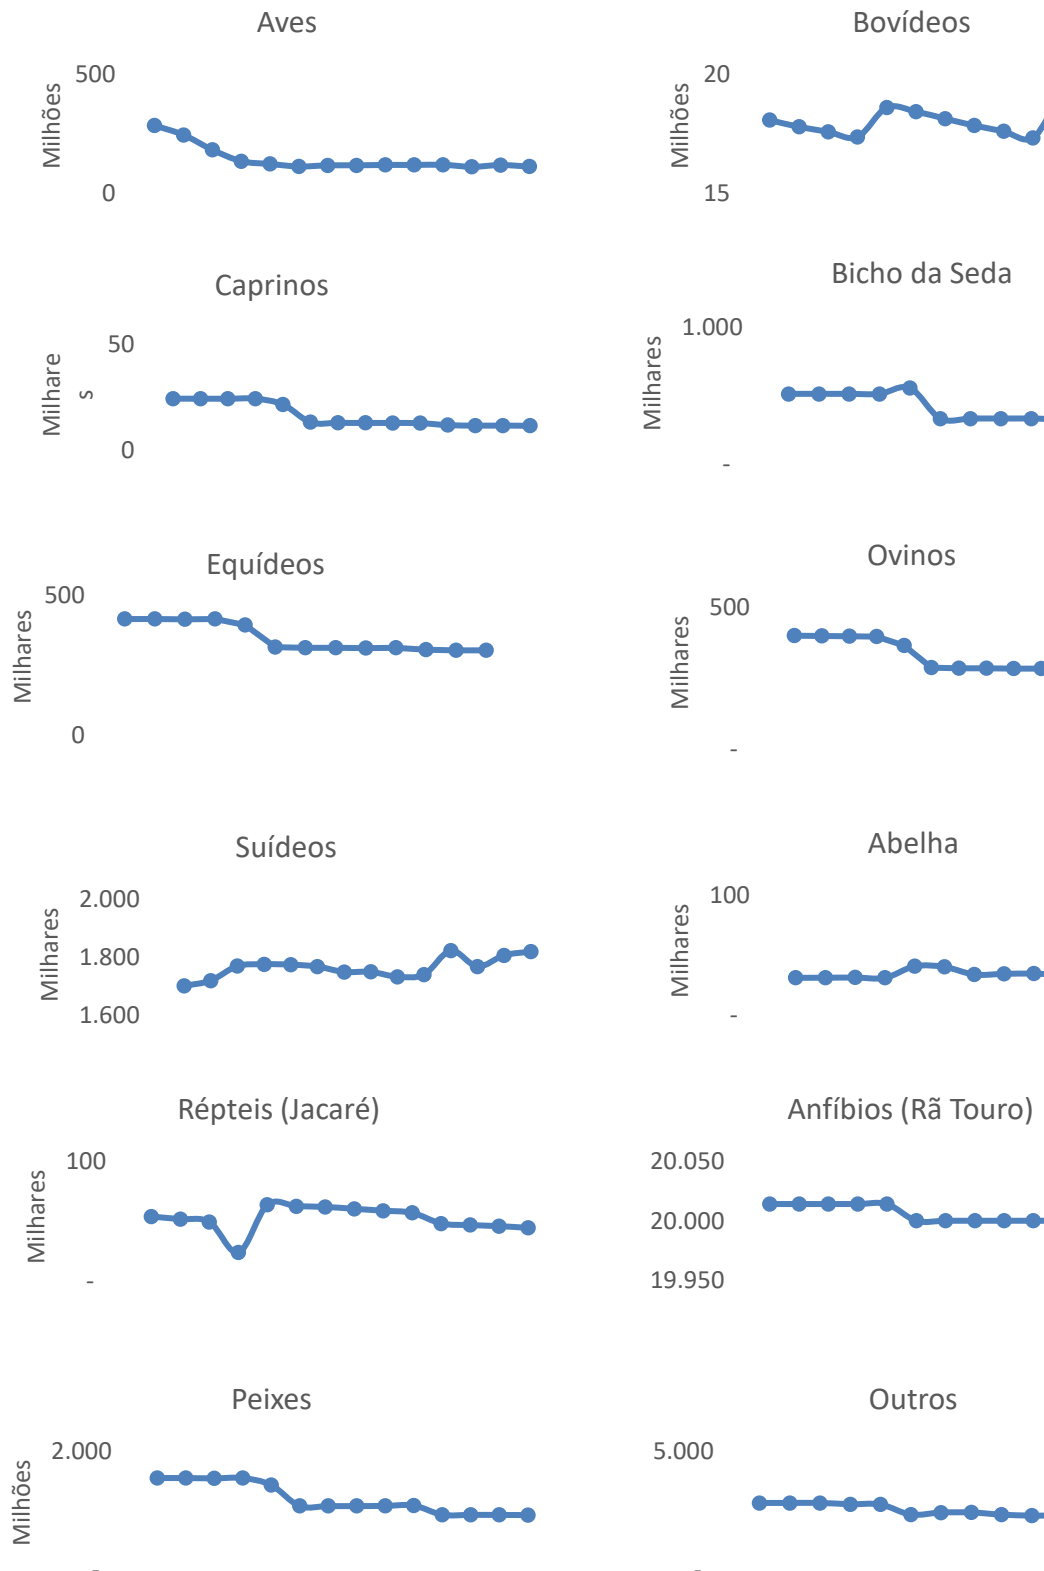 Aves
Milhões
500
0
Bovídeos
Milhões
20
15
Caprinos
Milhare
s
50
0
Bicho da Seda
Milhares
1.000
-
Equídeos
Milhares
500
0
Ovinos
Milhares
500
-
Suídeos
Milhares
2.000
1.800
1.600
Abelha
Milhares
100
-
Répteis (Jacaré)
Milhares
100
-
Anfíbios (Rã Touro)
20.050
20.000
19.950
Peixes
Milhões
2.000
-
Outros
5.000
-